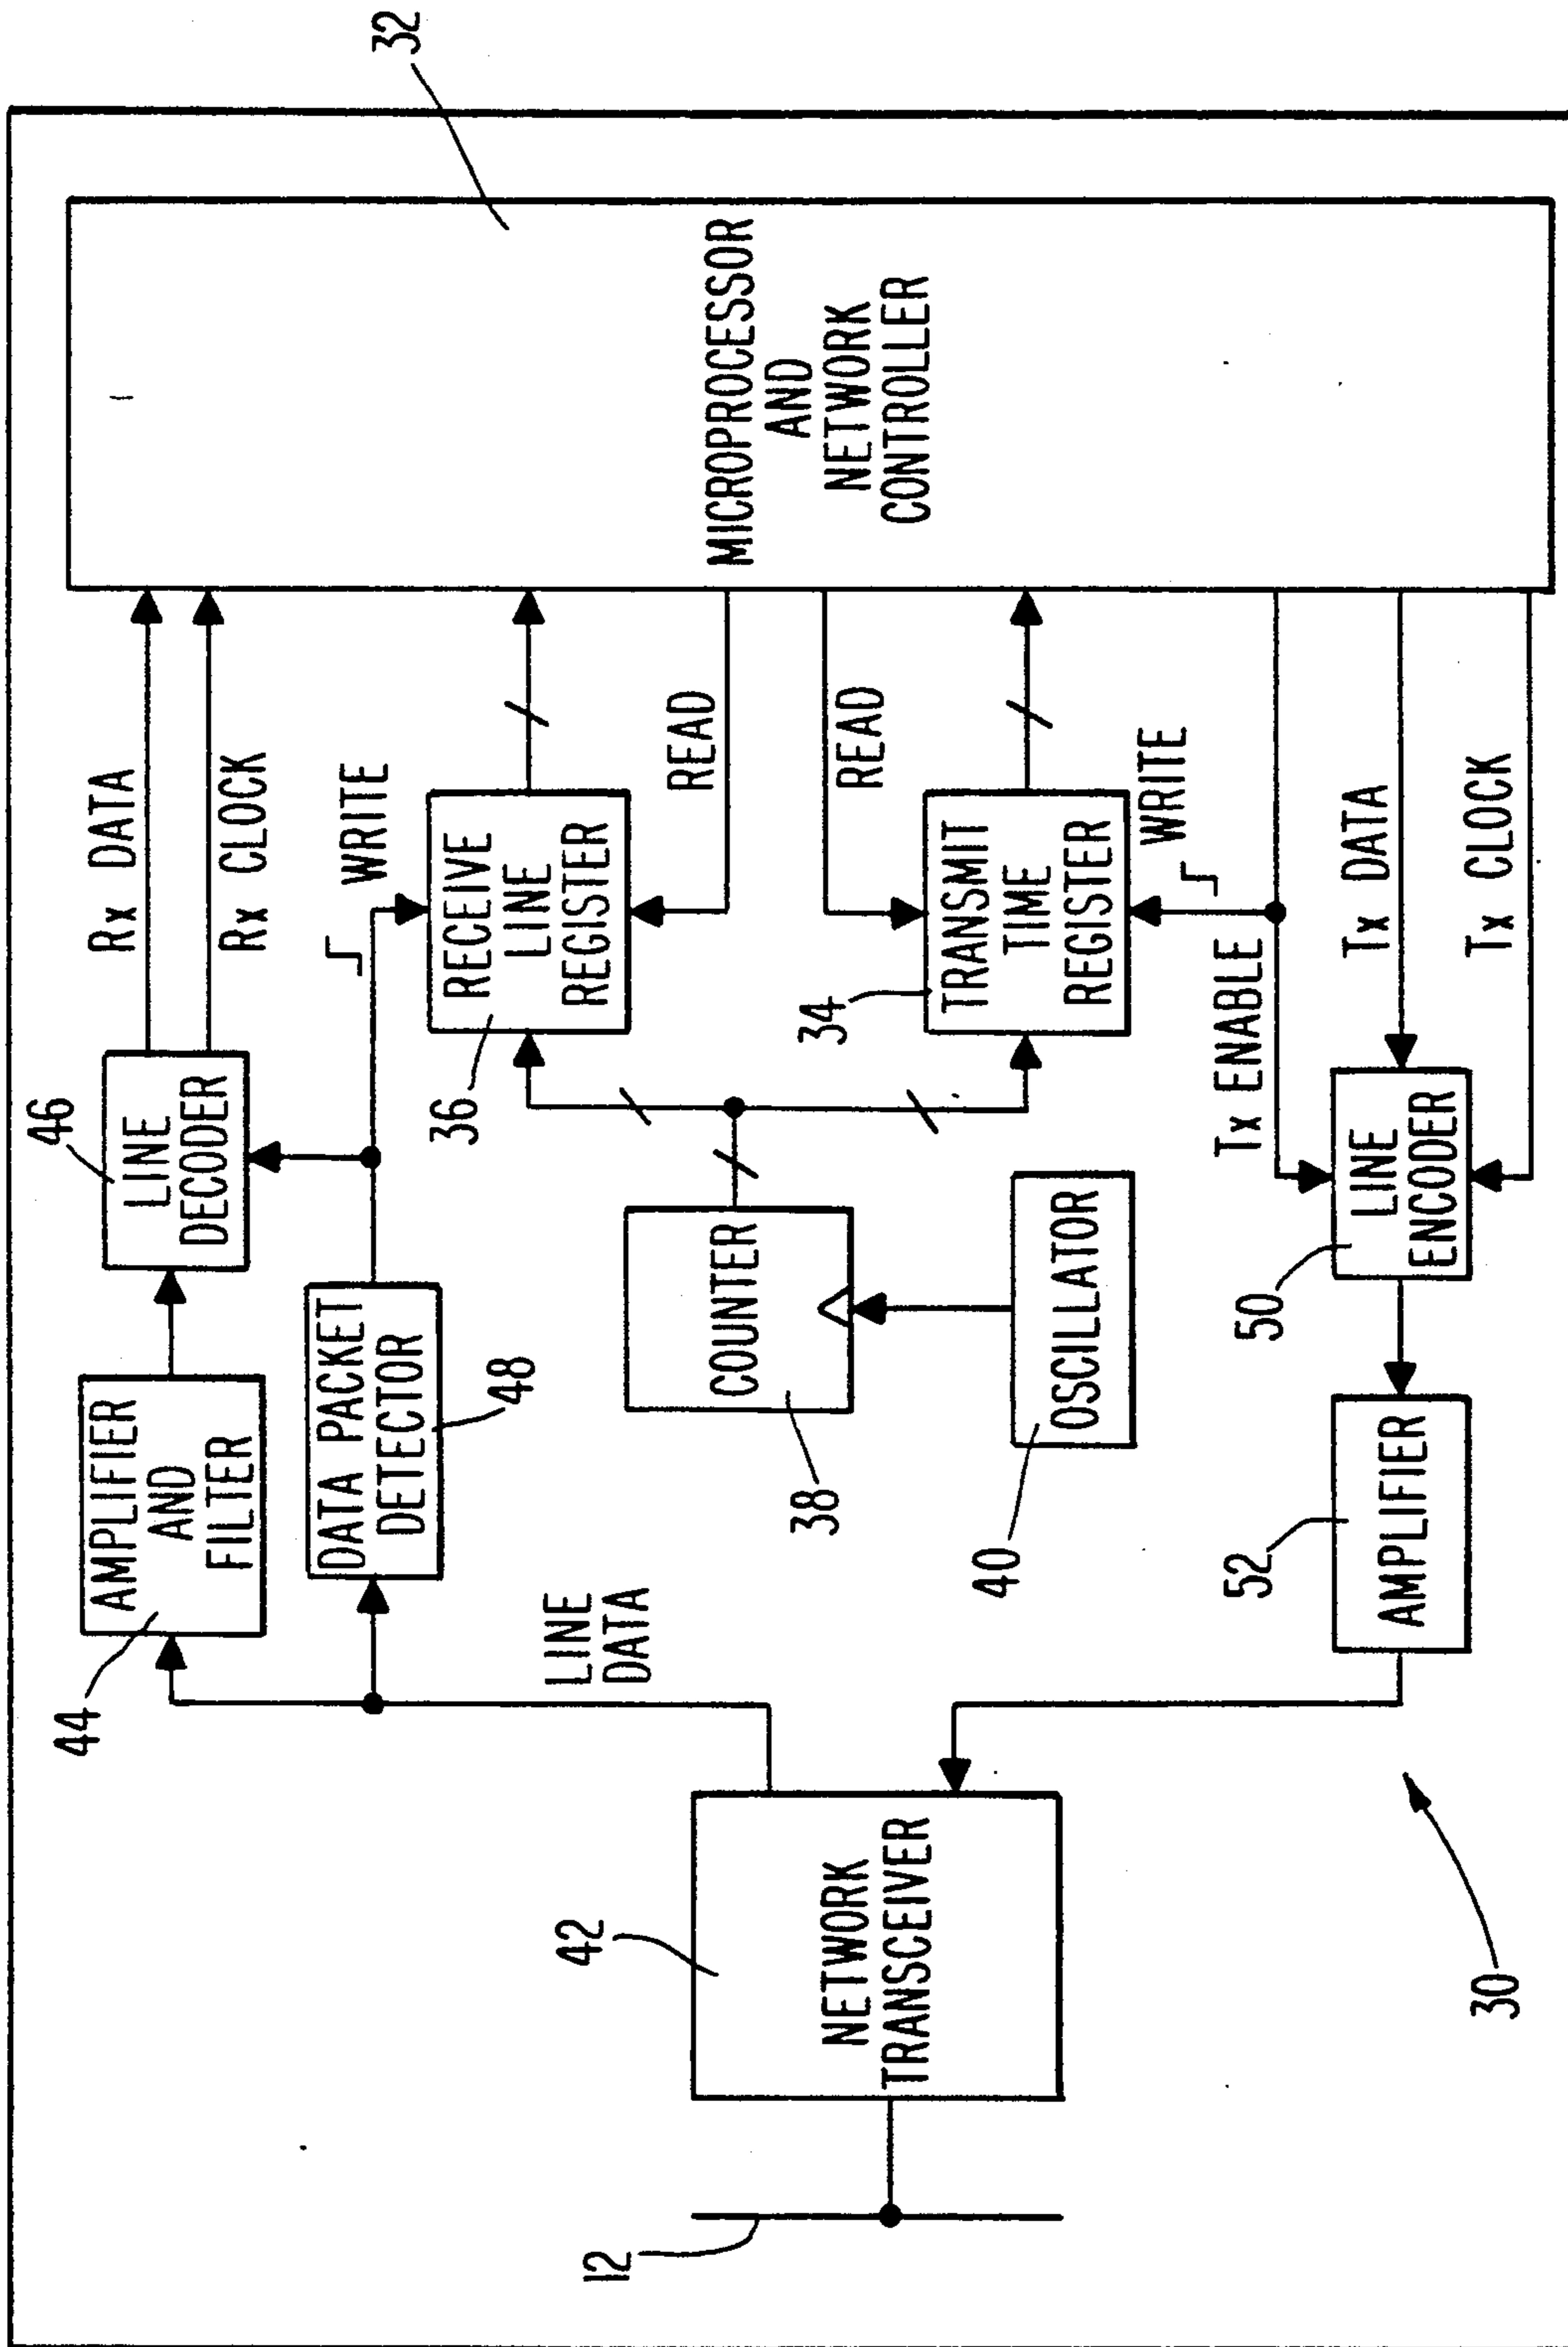 32
MICROPROCESSOR
AND
NETWORK
CONTROLLER
Rx DATA
Rx CLOCK
46
LINE
DECODER
44
AMPLIFIER
AND
FILTER
DATA PACKET
DETECTOR
48
WRITE
RECEIVE
LINE
REGISTER
36
READ
READ
TRANSMIT
TIME
REGISTER
34
WRITE
COUNTER
38
OSCILLATOR
40
LINE
DATA
Tx ENABLE
Tx DATA
Tx CLOCK
LINE
ENCODER
50
AMPLIFIER
52
NETWORK
TRANSCEIVER
42
12
30